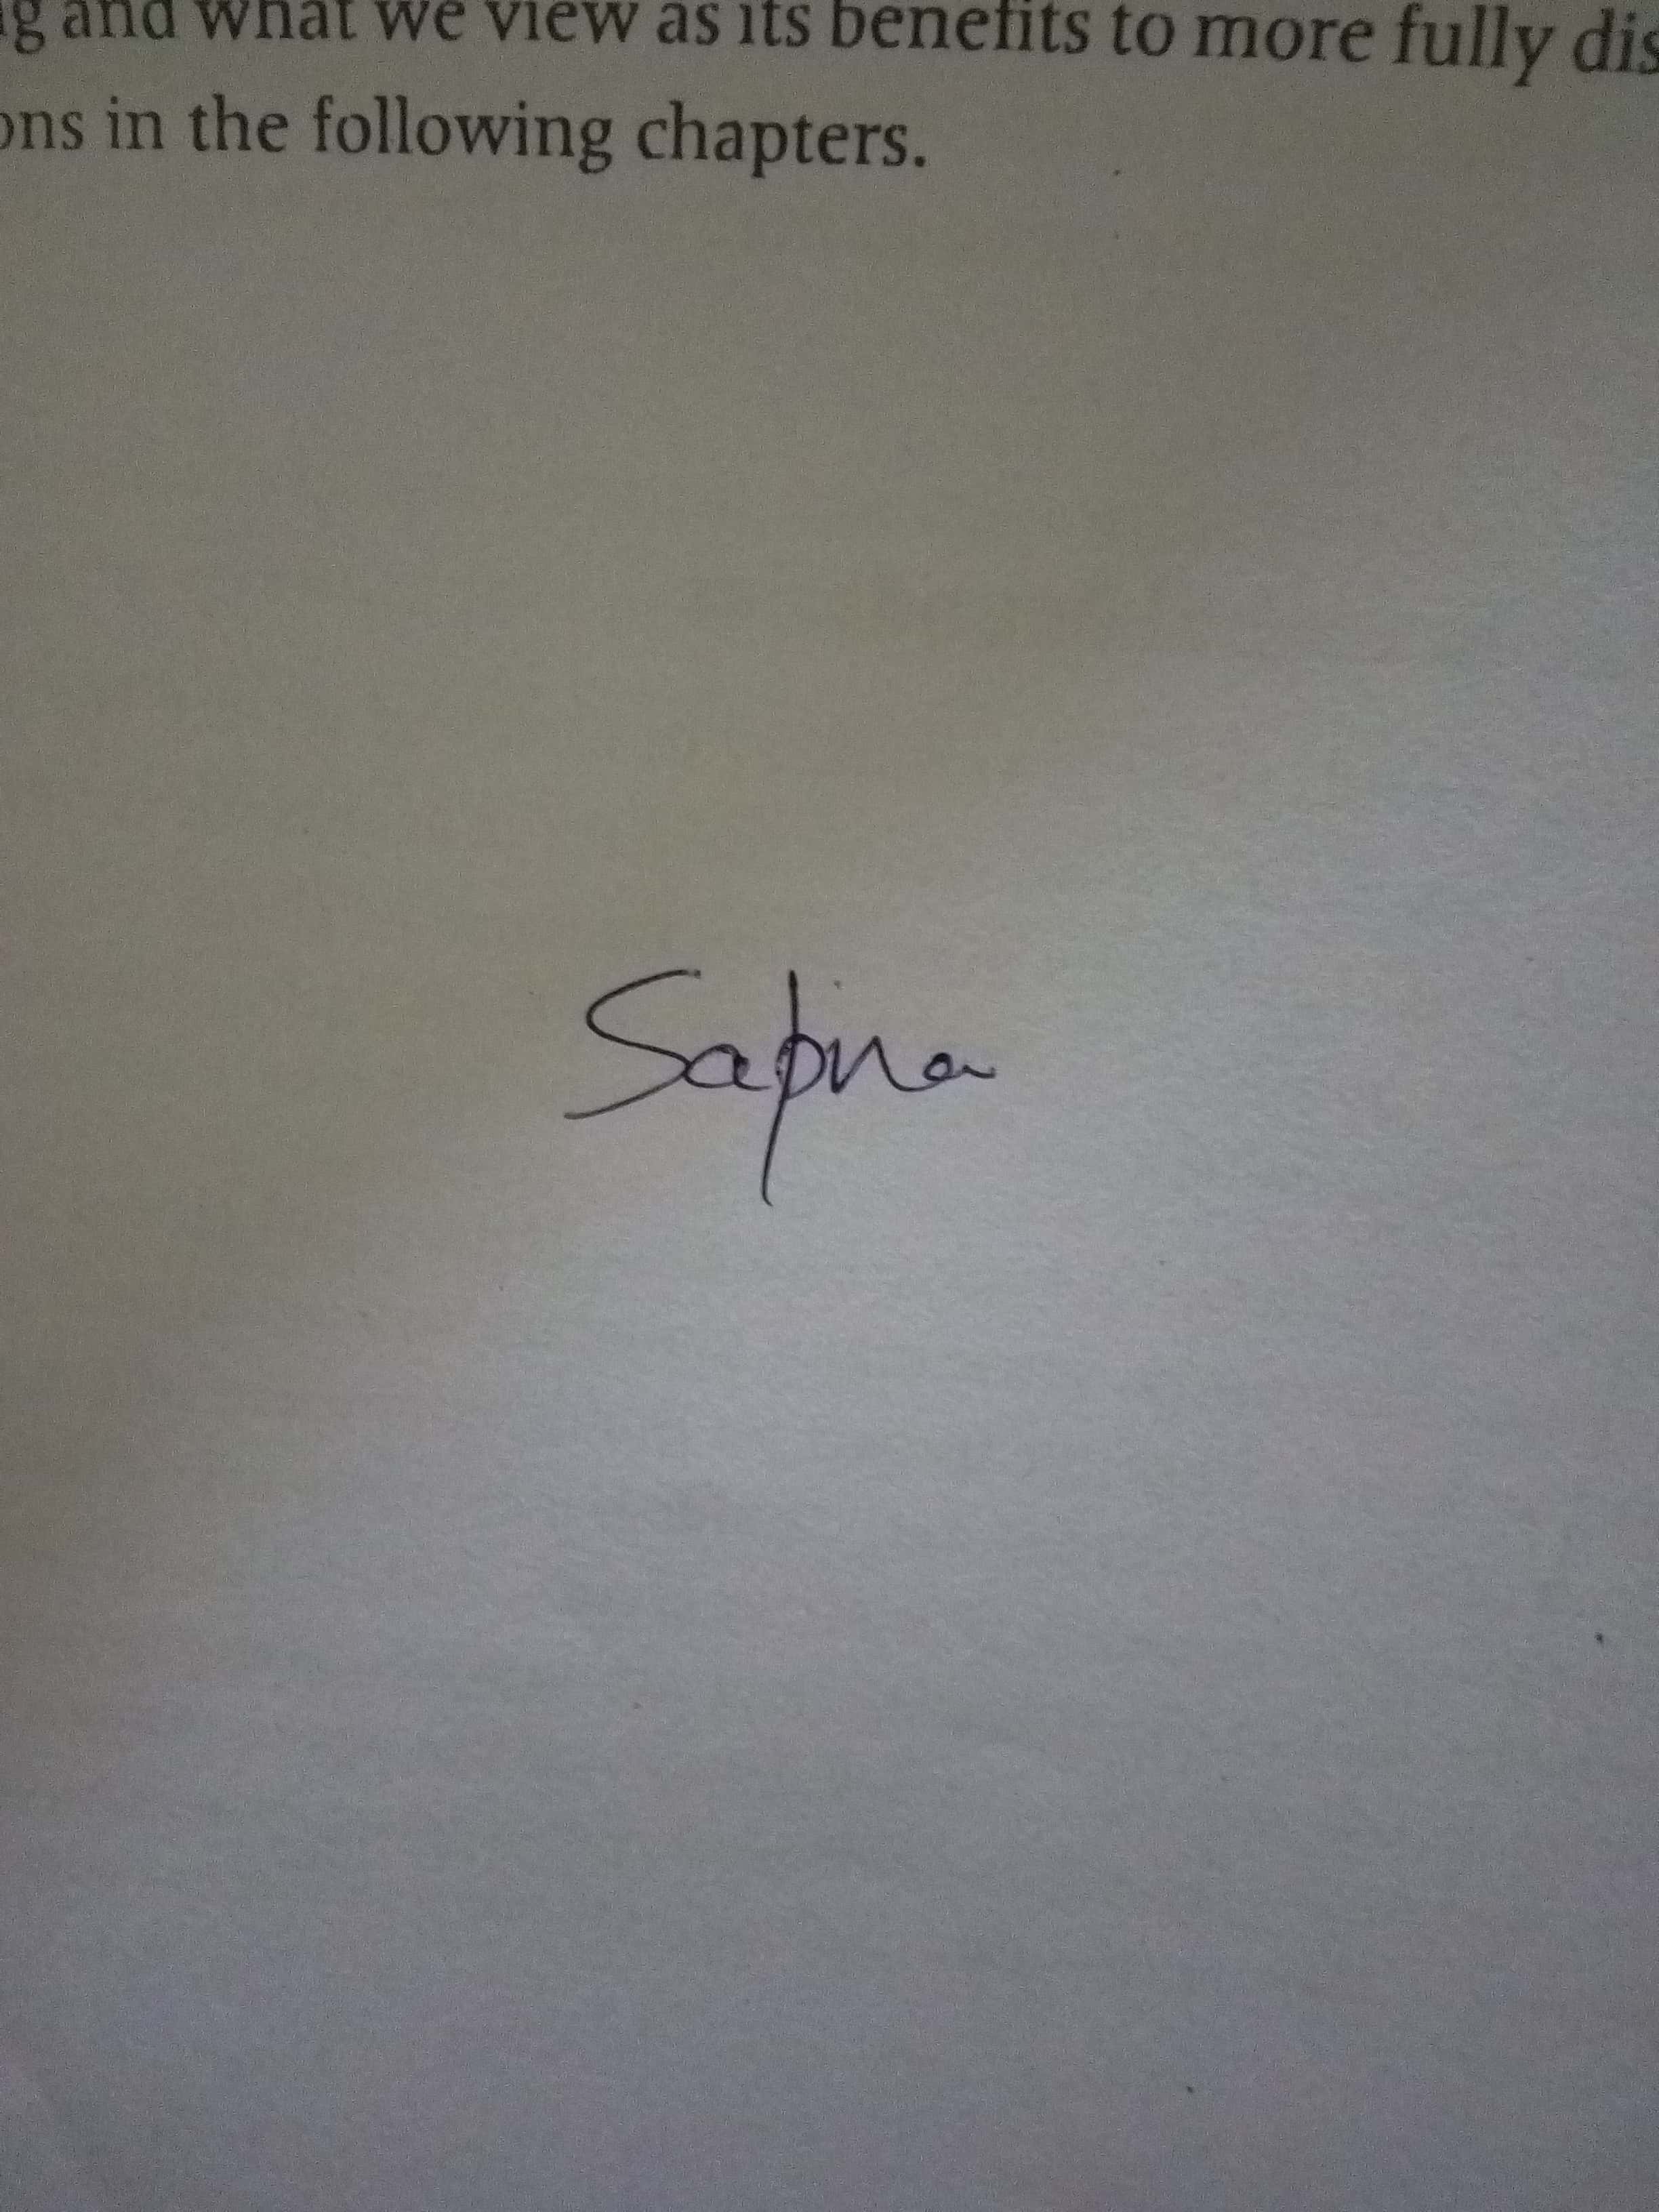 g and what we view as its benefits to more fully dis
ons in the following chapters.
Sapna